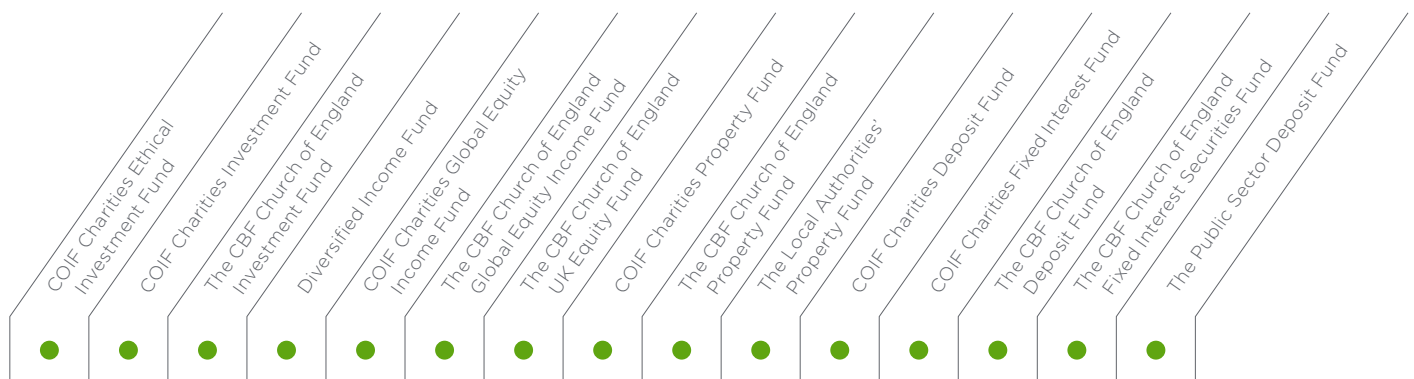 COIF Charities Ethical
Investment Fund
COIF Charities Investment Fund
The CBF Church of England
Investment Fund
Diversified Income Fund
COIF Charities Global Equity
Income Fund
The CBF Church of England
Global Equity Income Fund
The CBF Church of England
UK Equity Fund
COIF Charities Property Fund
The CBF Church of England
Property Fund
The Local Authorities’
Property Fund
COIF Charities Deposit Fund
COIF Charities Fixed Interest Fund
The CBF Church of England
Deposit Fund
The CBF Church of England
Fixed Interest Securities Fund
The Public Sector Deposit Fund